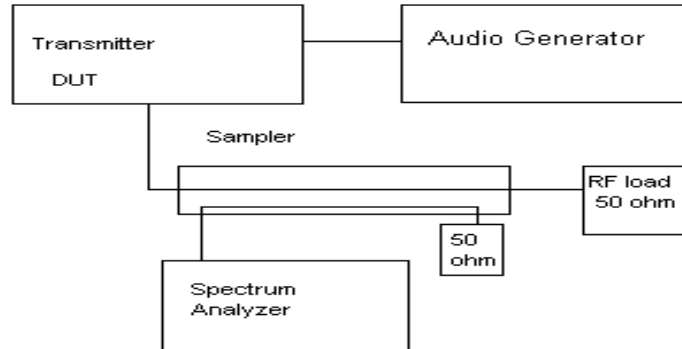 Transmitter
DUT
Audio Generator
Sampler
RF load
50 ohm
50
ohm
Spectrum
Analyzer